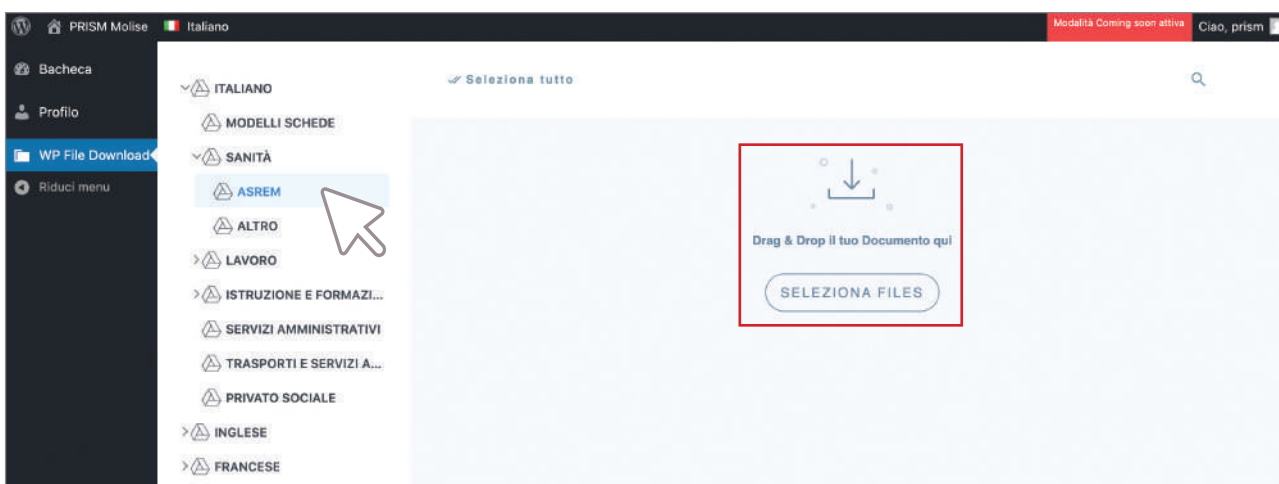 PRISM Molise Italiano Modalità Coming soon attiva Ciao, prism
Bacheca
Profilo
WP File Download
Riduci menu
ITALIANO
MODELLI SCHEDE
SANITÀ
ASREM
ALTRO
LAVORO
ISTRUZIONE E FORMAZI...
SERVIZI AMMINISTRATIVI
TRASPORTI E SERVIZI A...
PRIVATO SOCIALE
INGLESE
FRANCESE
Seleziona tutto
Drag & Drop il tuo Documento qui
SELEZIONA FILES